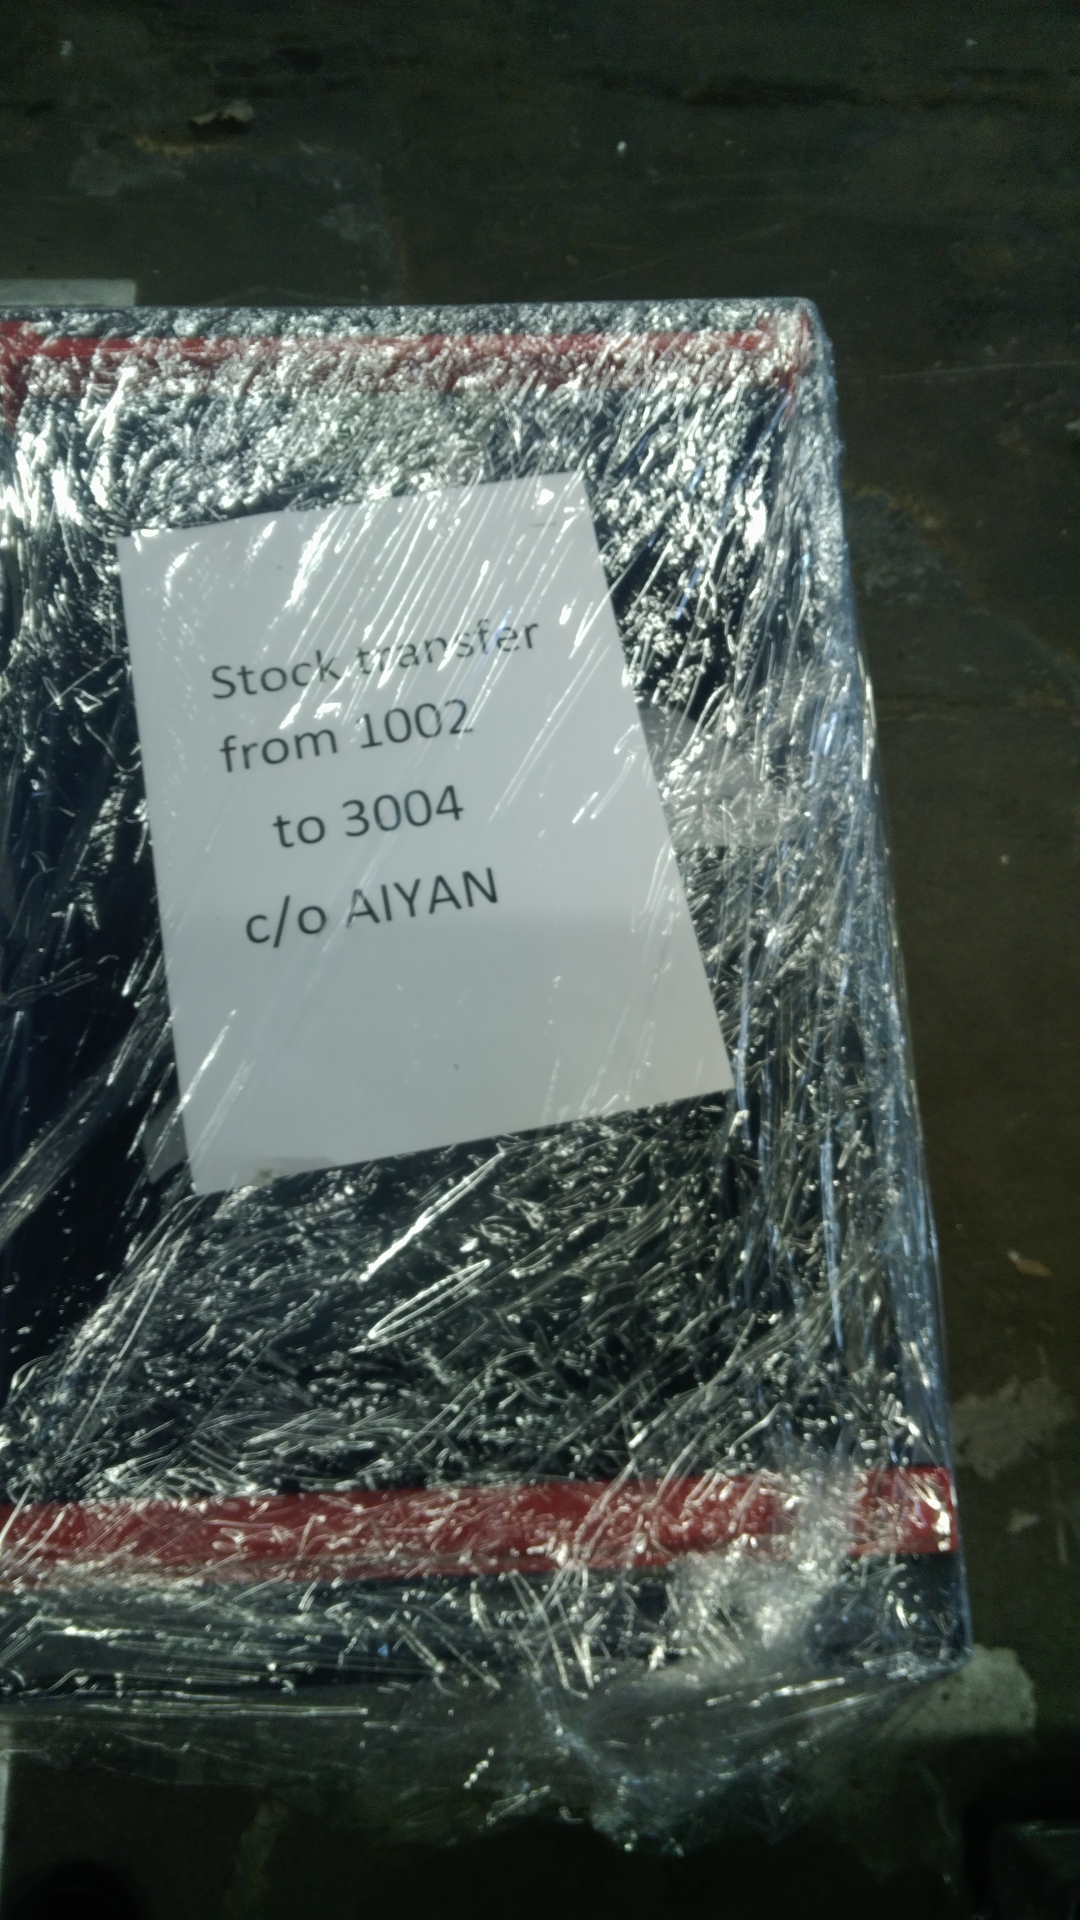 Stock transfer
from 1002
to 3004
c/o AIYAN